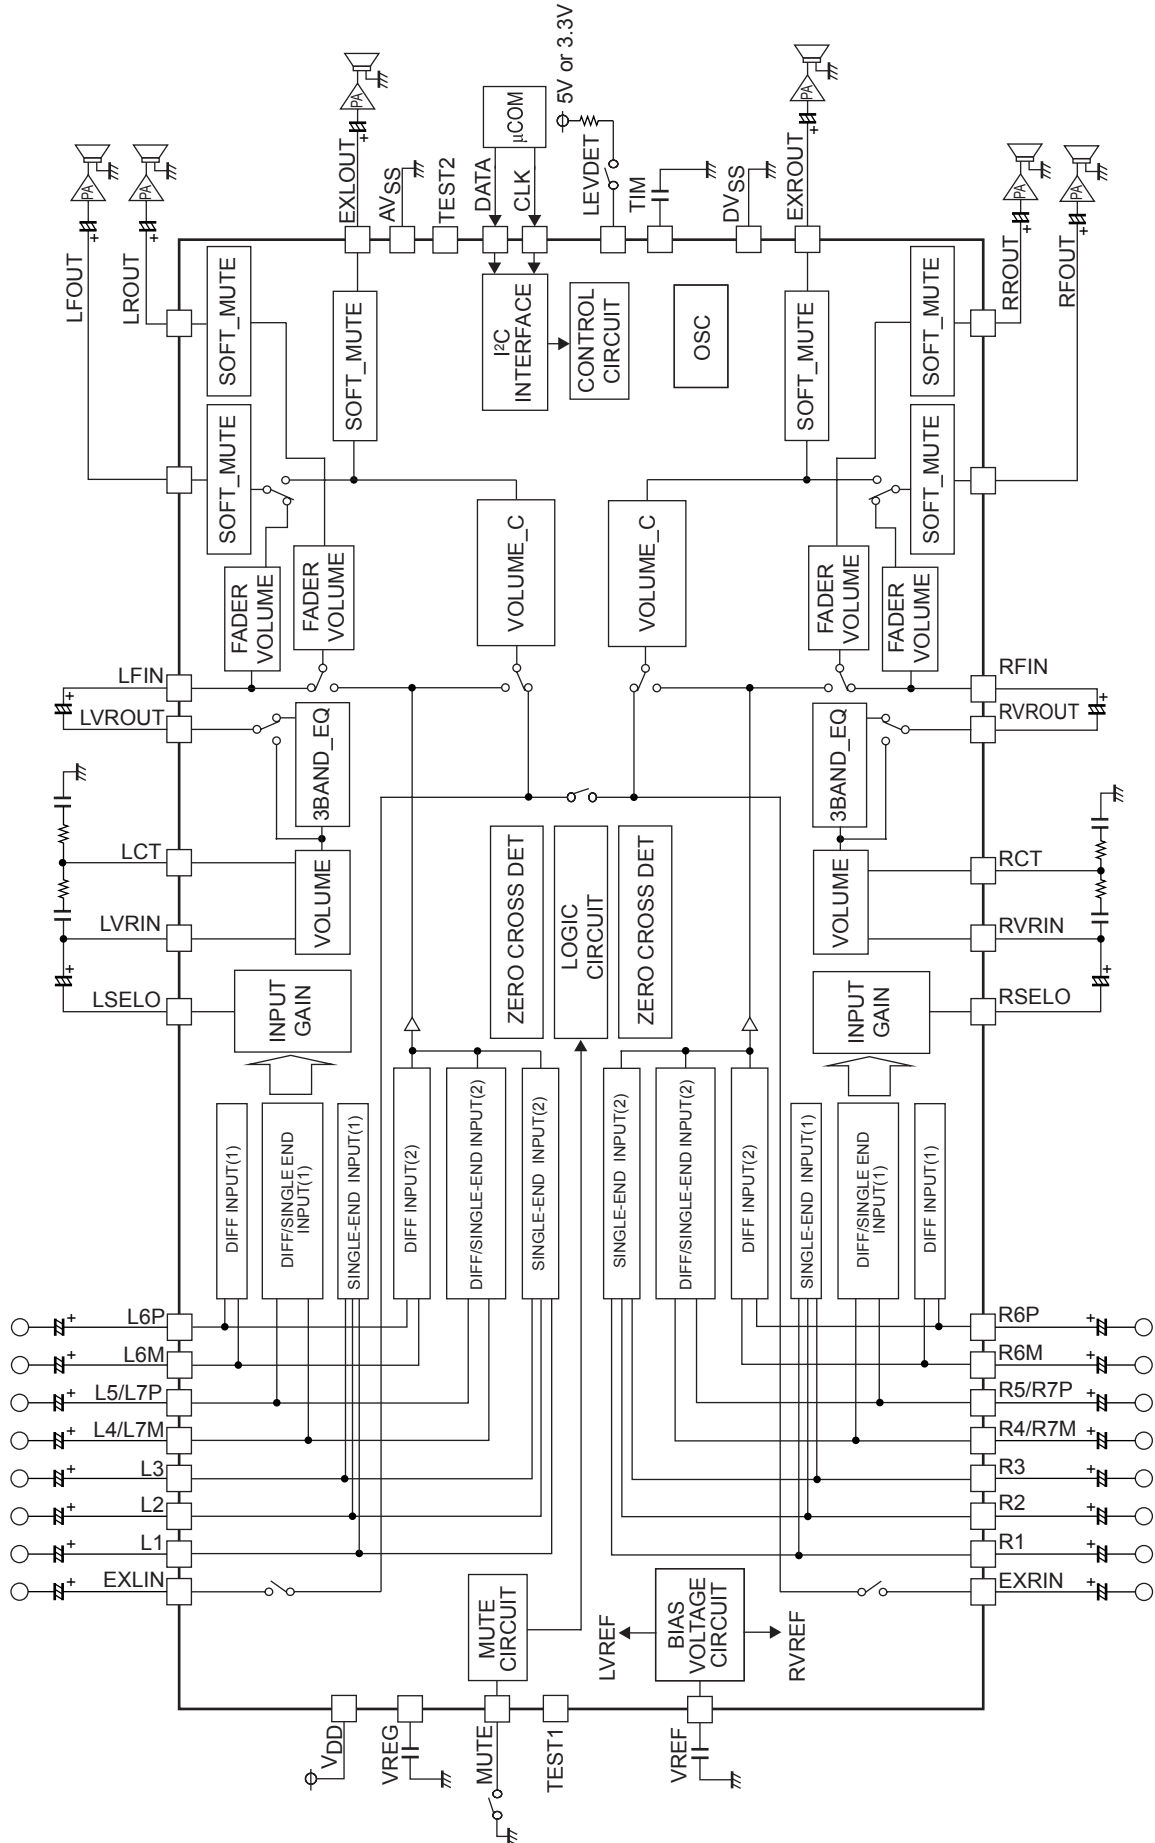 5V or 3.3V
PA
PA
µCOM
EXLOUT
AVSS
TEST2
DATA
CLK
LEVDET
TIM
DVSS
EXROUT
PA
PA
PA
PA
LFOUT
LROUT
RROUT
RFOUT
SOFT_MUTE
SOFT_MUTE
I2C
INTERFACE
CONTROL
CIRCUIT
OSC
SOFT_MUTE
SOFT_MUTE
SOFT_MUTE
SOFT_MUTE
FADER
VOLUME
FADER
VOLUME
VOLUME_C
VOLUME_C
FADER
VOLUME
FADER
VOLUME
LFIN
RFIN
LVROUT
RVROUT
3BAND_EQ
3BAND_EQ
LCT
RCT
VOLUME
VOLUME
LVRIN
RVRIN
ZERO CROSS DET
LOGIC
CIRCUIT
ZERO CROSS DET
LSELO
RSELO
INPUT
GAIN
INPUT
GAIN
DIFF INPUT(1)
DIFF/SINGLE END
INPUT(1)
SINGLE-END INPUT(1)
DIFF INPUT(2)
DIFF/SINGLE-END INPUT(2)
SINGLE-END INPUT(2)
SINGLE-END INPUT(2)
DIFF/SINGLE-END INPUT(2)
DIFF INPUT(2)
SINGLE-END INPUT(1)
DIFF/SINGLE END
INPUT(1)
DIFF INPUT(1)
L6P
R6P
L6M
R6M
L5/L7P
R5/R7P
L4/L7M
R4/R7M
L3
R3
L2
R2
L1
R1
EXLIN
EXRIN
MUTE
CIRCUIT
LVREF
BIAS
VOLTAGE
CIRCUIT
RVREF
VDD
VREG
MUTE
TEST1
VREF